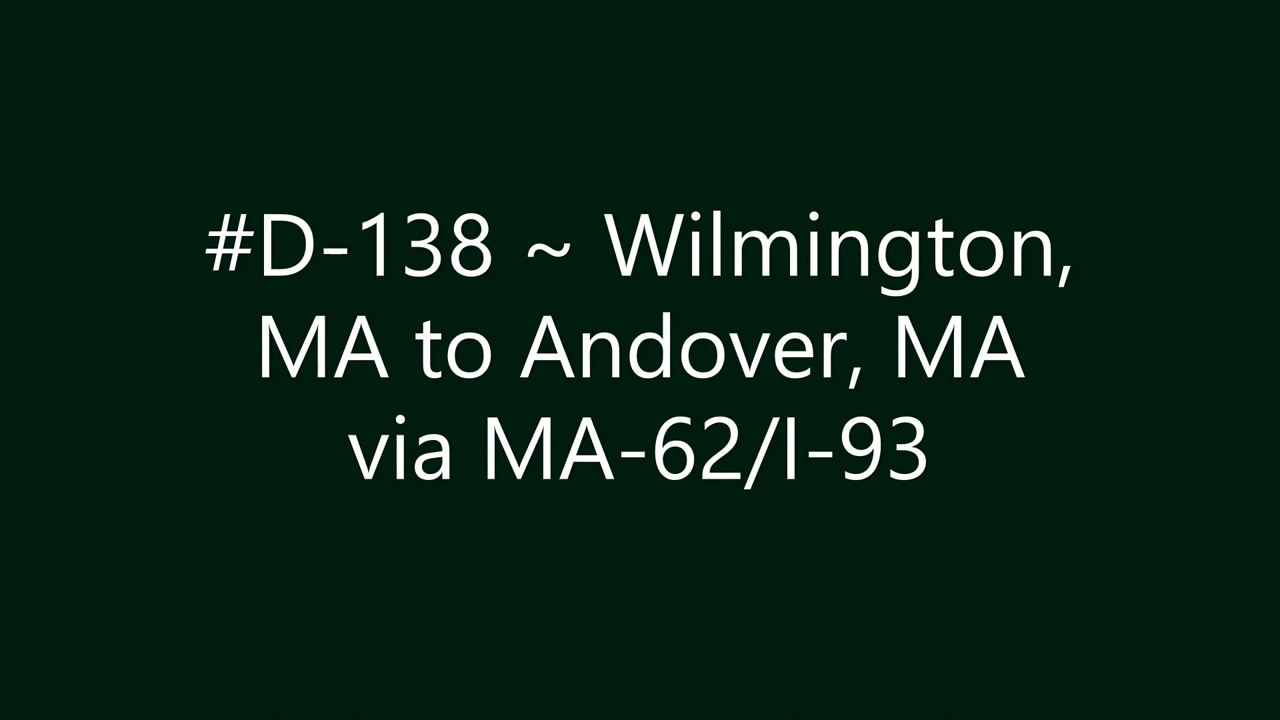 #D-138 ~ Wilmington,
MA to Andover, MA
via MA-62/I-93